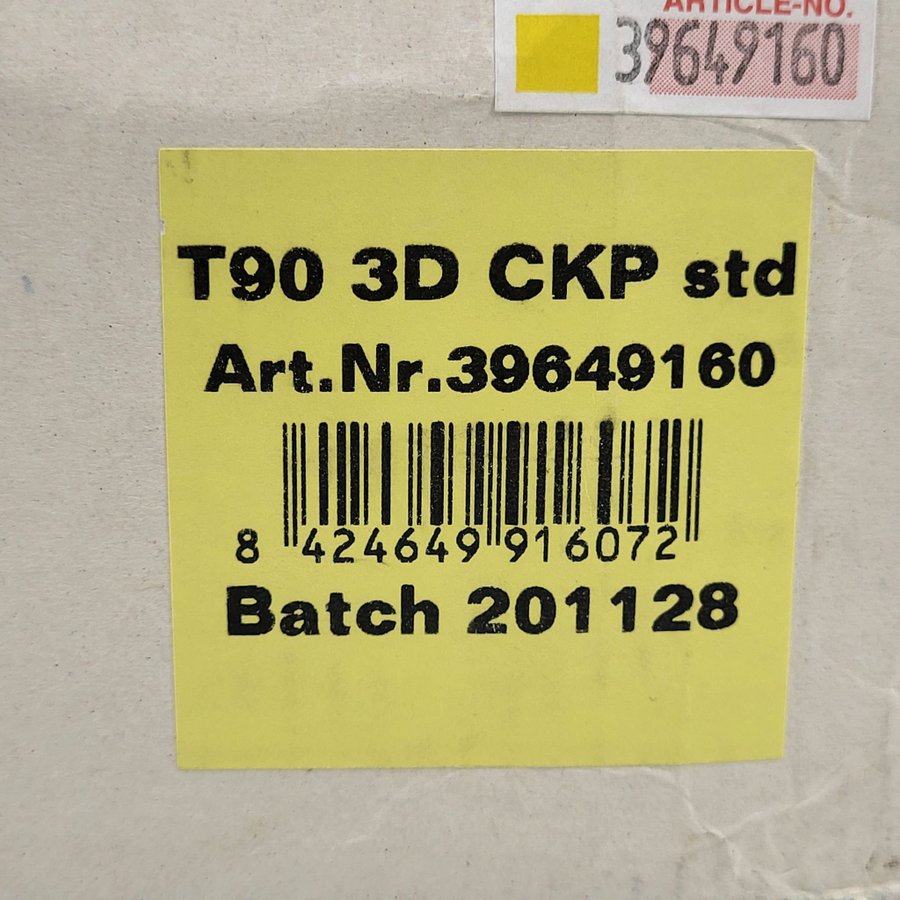 ARTICLE-NO.
39649160
T90 3D CKP std
Art.Nr.39649160
8 424649 916072
Batch 201128